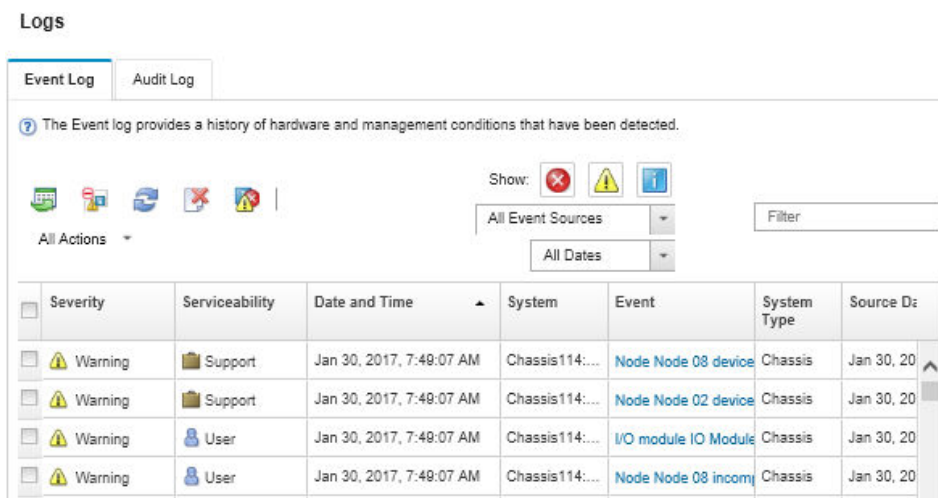 Logs
Event Log Audit Log
The Event log provides a history of hardware and management conditions that have been detected.
Show:
All Event Sources Filter
All Actions
All Dates
Severity Serviceability Date and Time System Event System Type Source Da
Warning Support Jan 30, 2017, 7:49:07 AM Chassis114:... Node Node 08 device Chassis Jan 30, 20
Warning Support Jan 30, 2017, 7:49:07 AM Chassis114:... Node Node 02 device Chassis Jan 30, 20
Warning User Jan 30, 2017, 7:49:07 AM Chassis114:... I/O module IO Module Chassis Jan 30, 20
Warning User Jan 30, 2017, 7:49:07 AM Chassis114:... Node Node 08 incomp Chassis Jan 30, 20